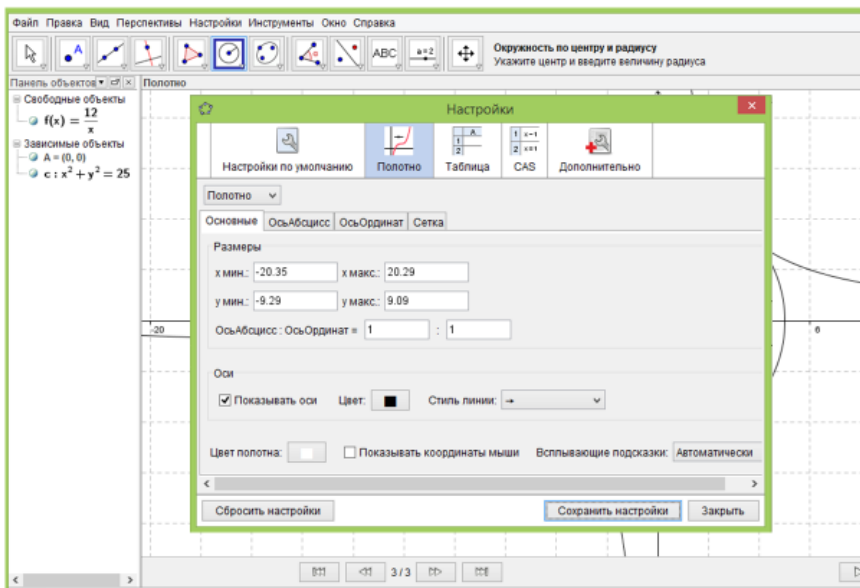 Файл Правка Вид Перспективы Настройки Инструменты Окно Справка
A
ABC
a=2
Окружность по центру и радиусу
Укажите центр и введите величину радиуса
Панель объектов
Полотно
Свободные объекты
f(x) = 12/x
Зависимые объекты
A = (0, 0)
c : x² + y² = 25
Настройки
Настройки по умолчанию
Полотно
Таблица
CAS
Дополнительно
Полотно
Основные ОсьАбсцисс ОсьОрдинат Сетка
Размеры
x мин.: -20.35 x макс.: 20.29
y мин.: -9.29 y макс.: 9.09
ОсьАбсцисс : ОсьОрдинат = 1 : 1
Оси
Показывать оси Цвет: Стиль линии:
Цвет полотна: Показывать координаты мыши Всплывающие подсказки: Автоматически
Сбросить настройки Сохранить настройки Закрыть
-20
6
3 / 3